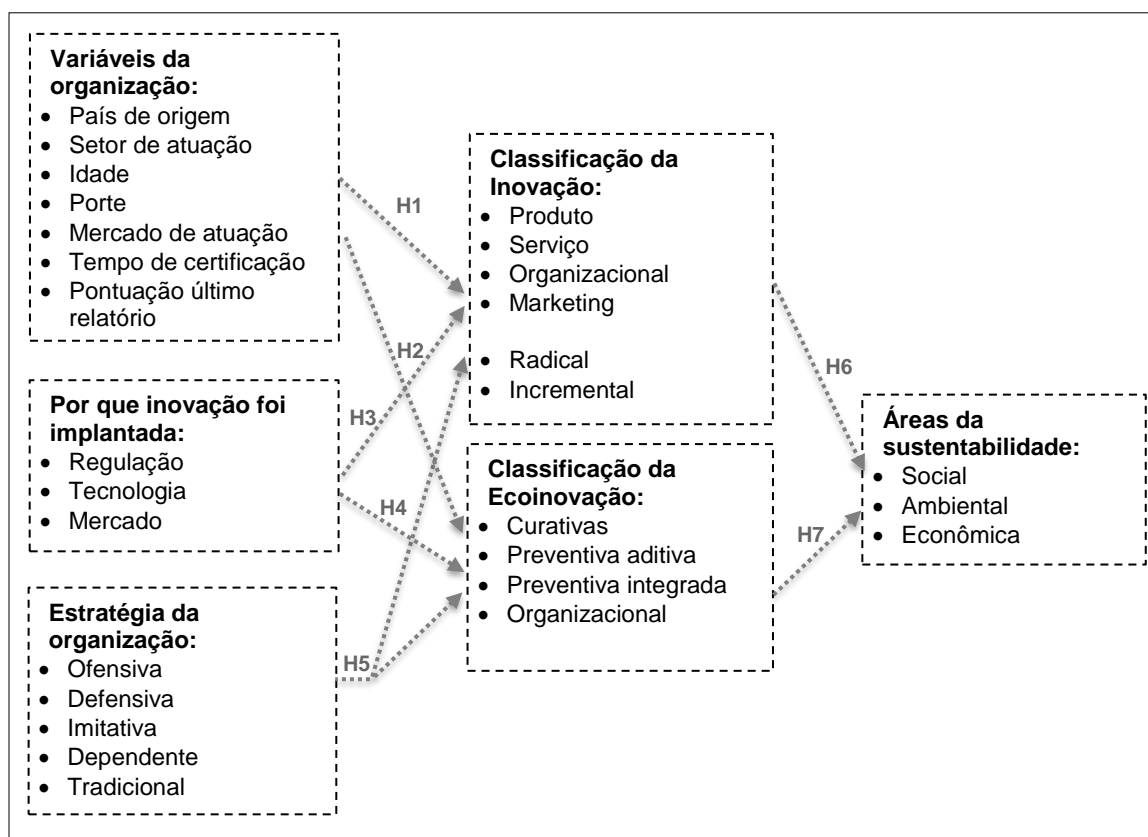 Variáveis da
organização:
• País de origem
• Setor de atuação
• Idade
• Porte
• Mercado de atuação
• Tempo de certificação
• Pontuação último
relatório
Por que inovação foi
implantada:
• Regulação
• Tecnologia
• Mercado
Estratégia da
organização:
• Ofensiva
• Defensiva
• Imitativa
• Dependente
• Tradicional
H1
H2
H3
H4
H5
Classificação da
Inovação:
• Produto
• Serviço
• Organizacional
• Marketing
• Radical
• Incremental
Classificação da
Ecoinovação:
• Curativas
• Preventiva aditiva
• Preventiva integrada
• Organizacional
H6
H7
Áreas da
sustentabilidade:
• Social
• Ambiental
• Econômica